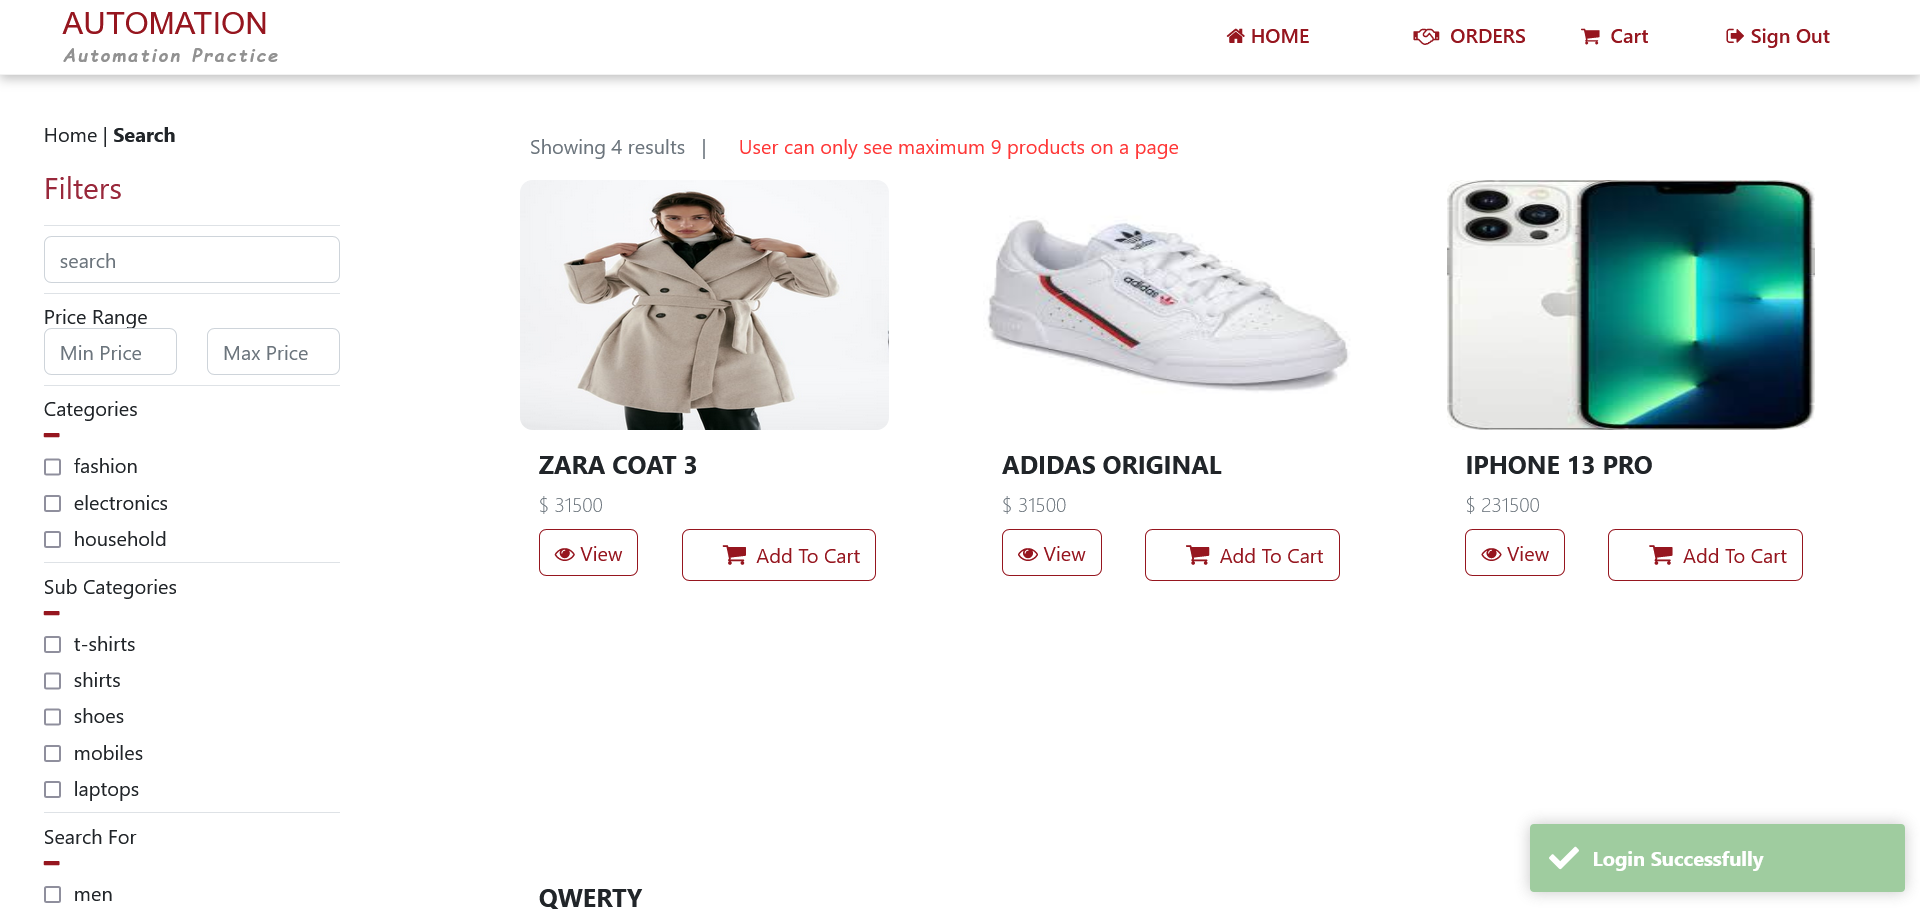 AUTOMATION
Automation Practice
HOME
ORDERS
Cart
Sign Out
Home | Search
Filters
search
Price Range
Min Price
Max Price
Categories
fashion
electronics
household
Sub Categories
t-shirts
shirts
shoes
mobiles
laptops
Search For
men
Showing 4 results |
User can only see maximum 9 products on a page
adidas
adidas
ZARA COAT 3
$ 31500
View
Add To Cart
ADIDAS ORIGINAL
$ 31500
View
Add To Cart
IPHONE 13 PRO
$ 231500
View
Add To Cart
QWERTY
Login Successfully